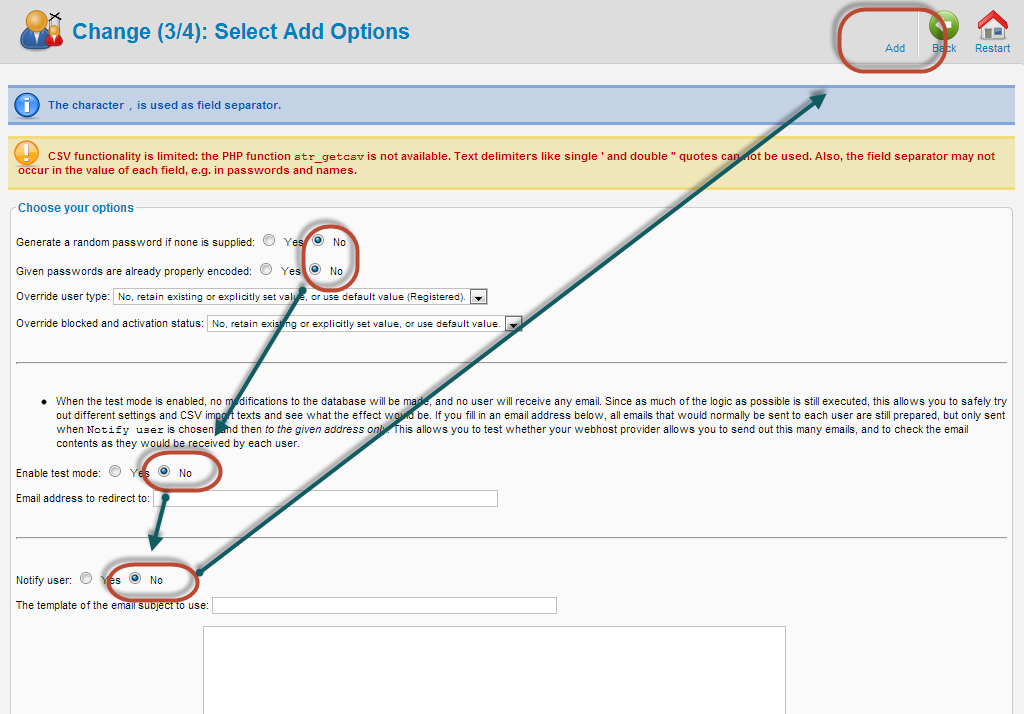 Change (3/4): Select Add Options
Add
Back
Restart
The character , is used as field separator.
CSV functionality is limited: the PHP function str_getcsv is not available. Text delimiters like single ' and double " quotes can not be used. Also, the field separator may not
occur in the value of each field, e.g. in passwords and names.
Choose your options
Generate a random password if none is supplied: Yes No
Given passwords are already properly encoded: Yes No
Override user type: No, retain existing or explicitly set value, or use default value (Registered).
Override blocked and activation status: No, retain existing or explicitly set value, or use default value.
When the test mode is enabled, no modifications to the database will be made, and no user will receive any email. Since as much of the logic as possible is still executed, this allows you to safely try
out different settings and CSV import texts and see what the effect would be. If you fill in an email address below, all emails that would normally be sent to each user are still prepared, but only sent
when Notify user is chosen and then to the given address only. This allows you to test whether your webhost provider allows you to send out this many emails, and to check the email
contents as they would be received by each user.
Enable test mode: Yes No
Email address to redirect to:
Notify user: Yes No
The template of the email subject to use: